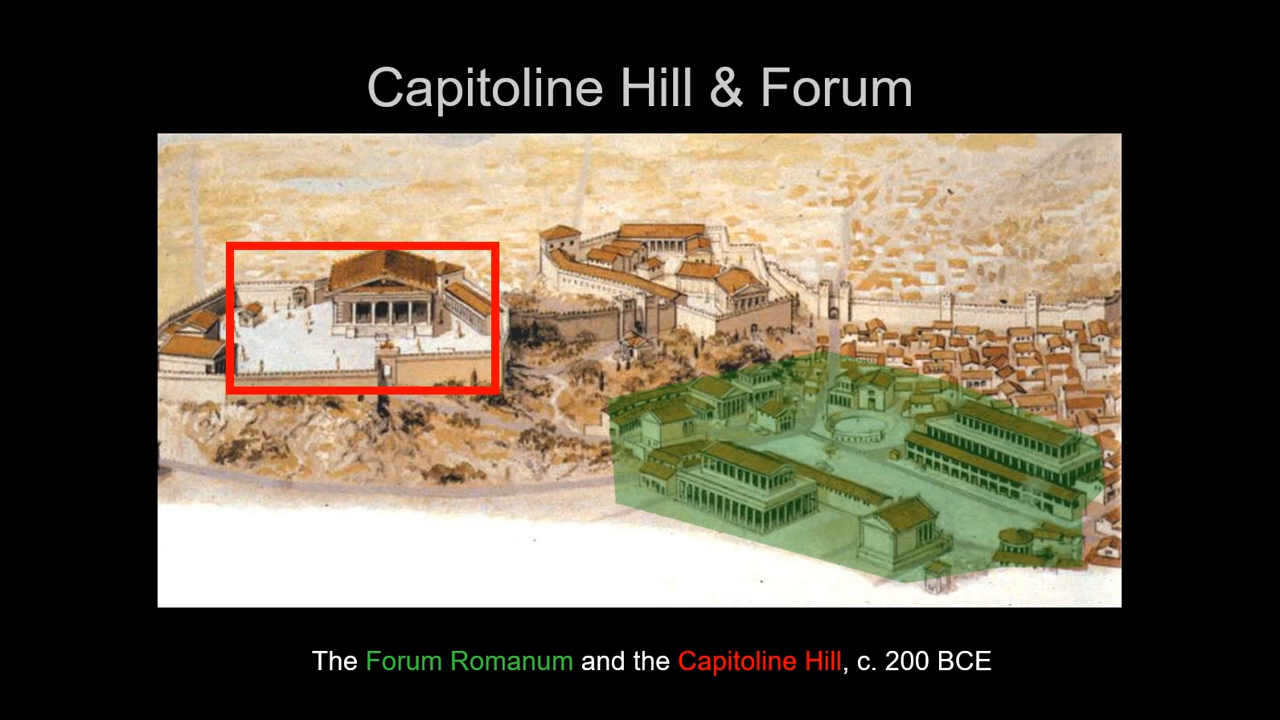 Capitoline Hill & Forum
The Forum Romanum and the Capitoline Hill, c. 200 BCE